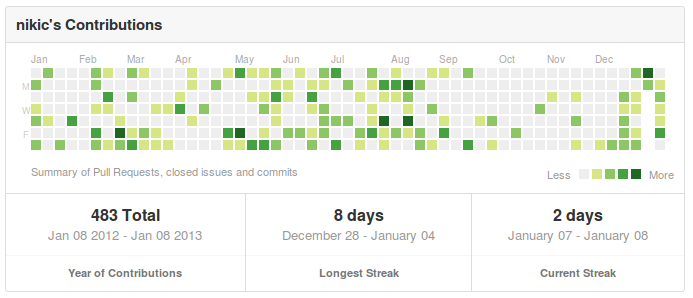 nikic's Contributions
Jan Feb Mar Apr May Jun Jul Aug Sep Oct Nov Dec
M
W
F
Summary of Pull Requests, closed issues and commits
Less More
483 Total 8 days 2 days
Jan 08 2012 - Jan 08 2013 December 28 - January 04 January 07 - January 08
Year of Contributions Longest Streak Current Streak